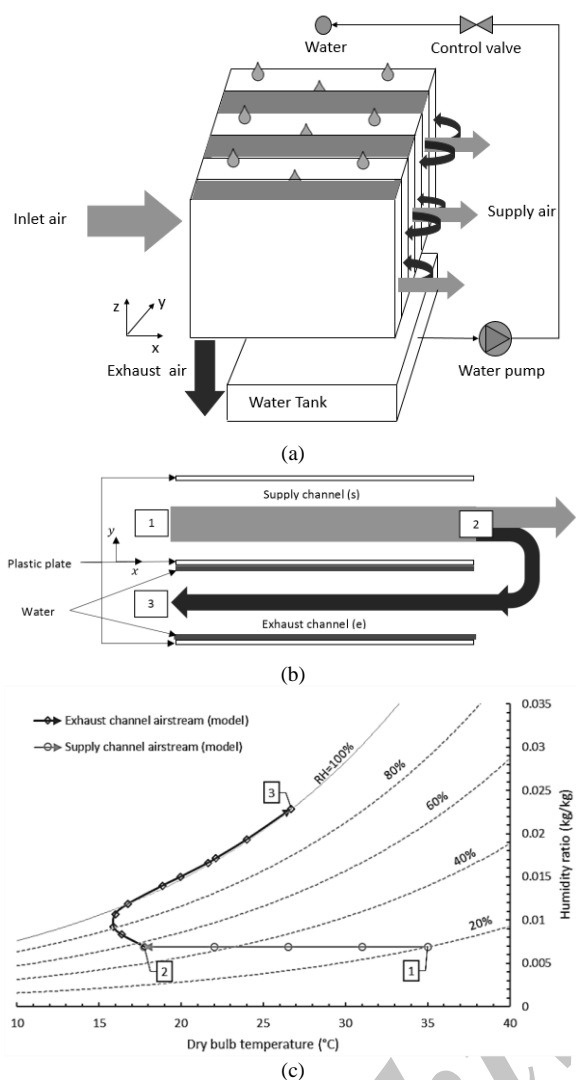 Water
Control valve
Inlet air
Supply air
z
y
x
Exhaust air
Water pump
Water Tank
(a)
Supply channel (s)
1
2
y
x
Plastic plate
Water
3
Exhaust channel (e)
(b)
Exhaust channel airstream (model)
Supply channel airstream (model)
RH=100%
80%
60%
40%
20%
3
2
1
0.035
0.03
0.025
0.02
0.015
0.01
0.005
0
Humidity ratio (kg/kg)
10
15
20
25
30
35
40
Dry bulb temperature (°C)
(c)